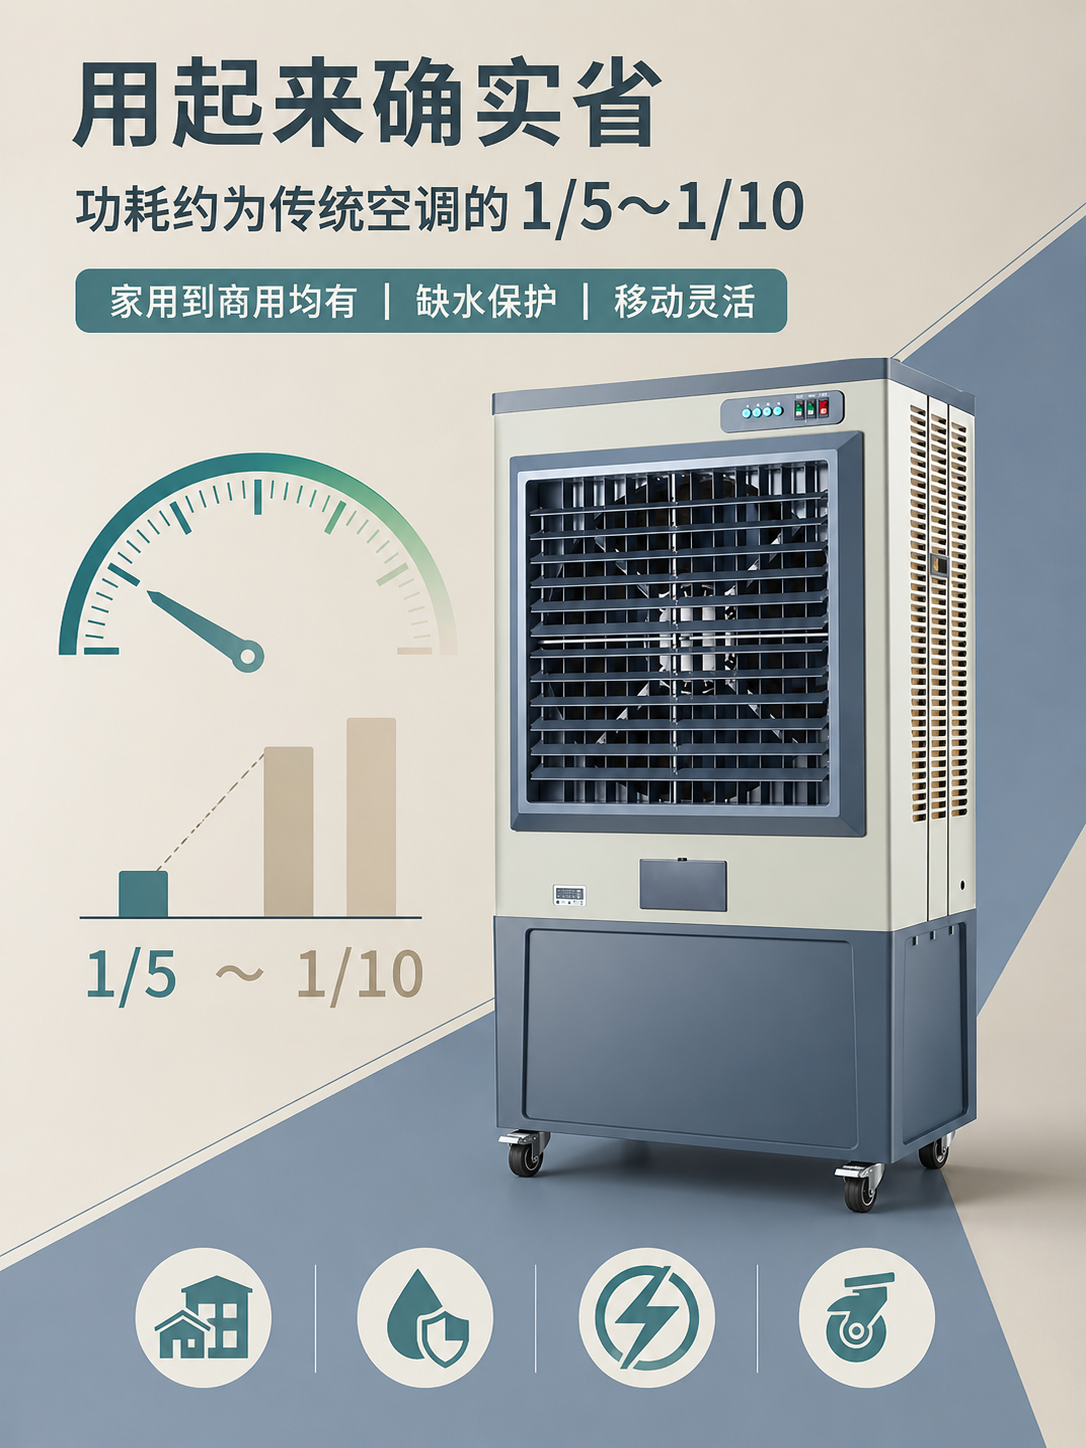 用起来确实省
功耗约为传统空调的 1/5～1/10
家用到商用均有 | 缺水保护 | 移动灵活
1/5 ～ 1/10